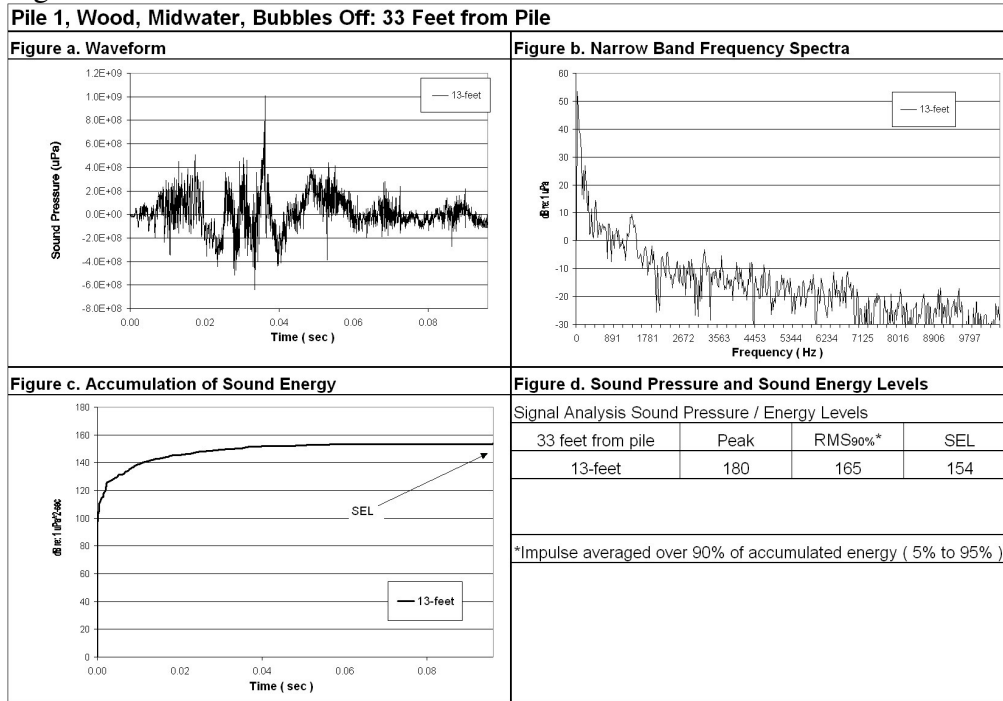 Pile 1, Wood, Midwater, Bubbles Off: 33 Feet from Pile
Figure a. Waveform
1.2E+09
1.0E+09
8.0E+08
6.0E+08
4.0E+08
2.0E+08
0.0E+00
-2.0E+08
-4.0E+08
-6.0E+08
-8.0E+08
Sound Pressure (uPa)
13-feet
0.00 0.02 0.04 0.06 0.08
Time ( sec )
Figure b. Narrow Band Frequency Spectra
60
50
40
30
20
10
0
-10
-20
-30
dB re: 1 uPa
13-feet
0 891 1781 2672 3563 4453 5344 6234 7125 8016 8906 9797
Frequency ( Hz )
Figure c. Accumulation of Sound Energy
180
160
140
120
100
80
60
40
20
0
dB re: 1 uPa^2-sec
SEL
13-feet
0.00 0.02 0.04 0.06 0.08
Time ( sec )
Figure d. Sound Pressure and Sound Energy Levels
Signal Analysis Sound Pressure / Energy Levels
33 feet from pile Peak RMS90%* SEL
13-feet 180 165 154
*Impulse averaged over 90% of accumulated energy ( 5% to 95% )